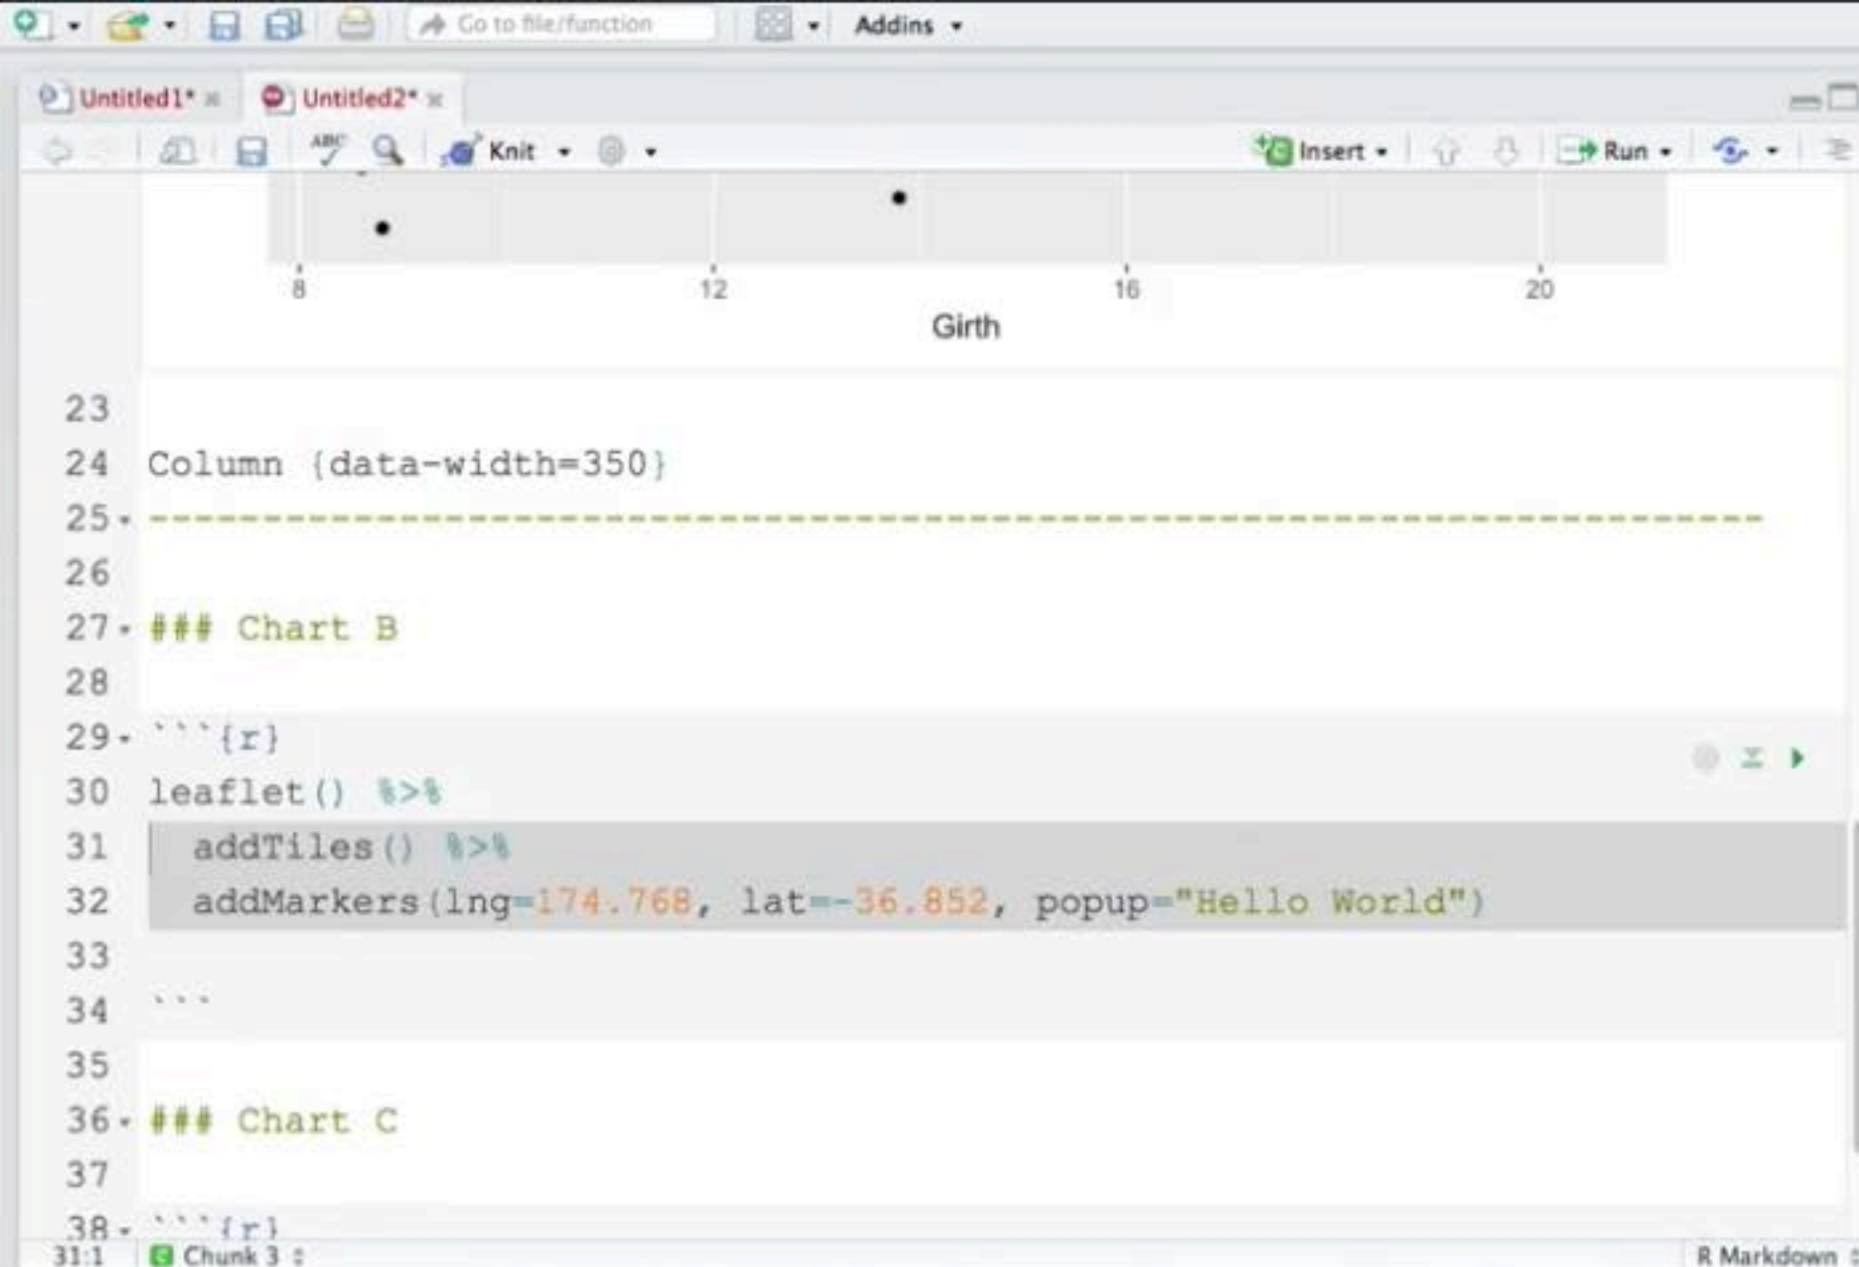 Go to file/function Addins
Untitled1* Untitled2*
ABC Knit Insert Run
8 12 16 20
Girth
23
24 Column {data-width=350}
25 -------------------------------------------------------------------------
26
27 ### Chart B
28
29 ```{r}
30 leaflet() %>%
31   addTiles() %>%
32   addMarkers(lng=174.768, lat=-36.852, popup="Hello World")
33
34 ```
35
36 ### Chart C
37
38 ```{r}
31:1 Chunk 3 R Markdown